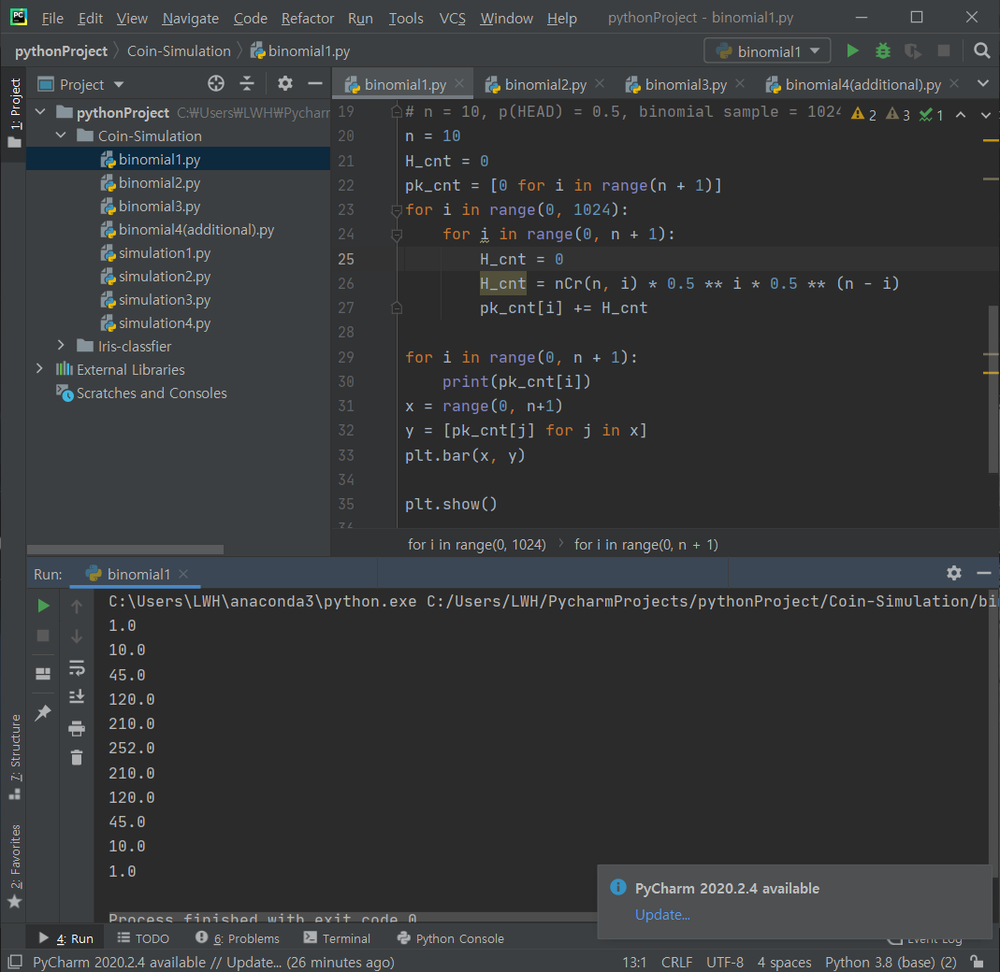 PC File Edit View Navigate Code Refactor Run Tools VCS Window Help pythonProject - binomial1.py
pythonProject Coin-Simulation binomial1.py binomial1
1: Project
Project
pythonProject C:\Users\LWH\Pycharm
Coin-Simulation
binomial1.py
binomial2.py
binomial3.py
binomial4(additional).py
simulation1.py
simulation2.py
simulation3.py
simulation4.py
Iris-classfier
External Libraries
Scratches and Consoles
binomial1.py binomial2.py binomial3.py binomial4(additional).py
2 3 1
19 # n = 10, p(HEAD) = 0.5, binomial sample = 1024
20 n = 10
21 H_cnt = 0
22 pk_cnt = [0 for i in range(n + 1)]
23 for i in range(0, 1024):
24     for i in range(0, n + 1):
25         H_cnt = 0
26         H_cnt = nCr(n, i) * 0.5 ** i * 0.5 ** (n - i)
27         pk_cnt[i] += H_cnt
28
29 for i in range(0, n + 1):
30     print(pk_cnt[i])
31 x = range(0, n+1)
32 y = [pk_cnt[j] for j in x]
33 plt.bar(x, y)
34
35 plt.show()
36
for i in range(0, 1024) for i in range(0, n + 1)
Run: binomial1
C:\Users\LWH\anaconda3\python.exe C:/Users/LWH/PycharmProjects/pythonProject/Coin-Simulation/bi
1.0
10.0
45.0
120.0
210.0
252.0
210.0
120.0
45.0
10.0
1.0
Process finished with exit code 0
7: Structure
2: Favorites
PyCharm 2020.2.4 available
Update...
4: Run TODO 6: Problems Terminal Python Console Event Log
PyCharm 2020.2.4 available // Update... (26 minutes ago) 13:1 CRLF UTF-8 4 spaces Python 3.8 (base) (2)